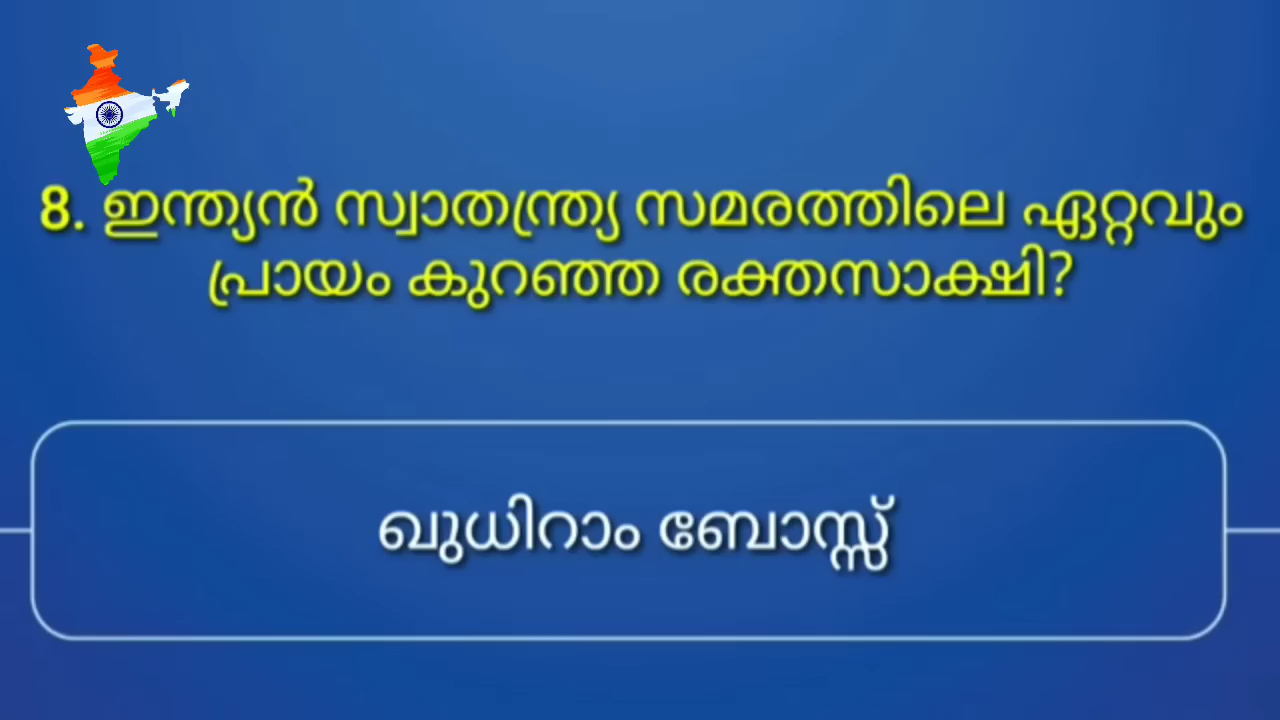 8. ഇന്ത്യൻ സ്വാതന്ത്ര്യ സമരത്തിലെ ഏറ്റവും
പ്രായം കുറഞ്ഞ രക്തസാക്ഷി?
ഖുധിറാം ബോസ്സ്